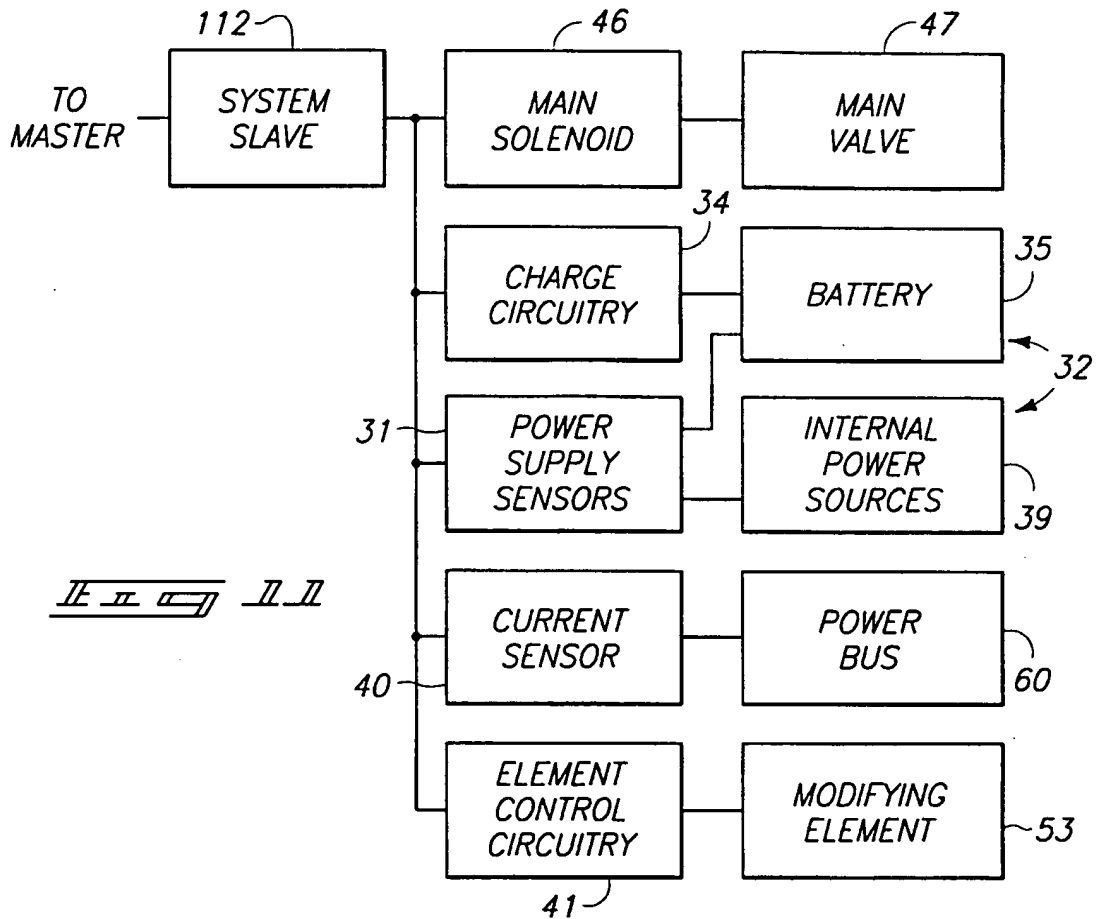 112
46
47
TO
MASTER
SYSTEM
SLAVE
MAIN
SOLENOID
MAIN
VALVE
34
35
CHARGE
CIRCUITRY
BATTERY
32
31
POWER
SUPPLY
SENSORS
INTERNAL
POWER
SOURCES
39
Fig 11
CURRENT
SENSOR
POWER
BUS
40
60
ELEMENT
CONTROL
CIRCUITRY
MODIFYING
ELEMENT
53
41